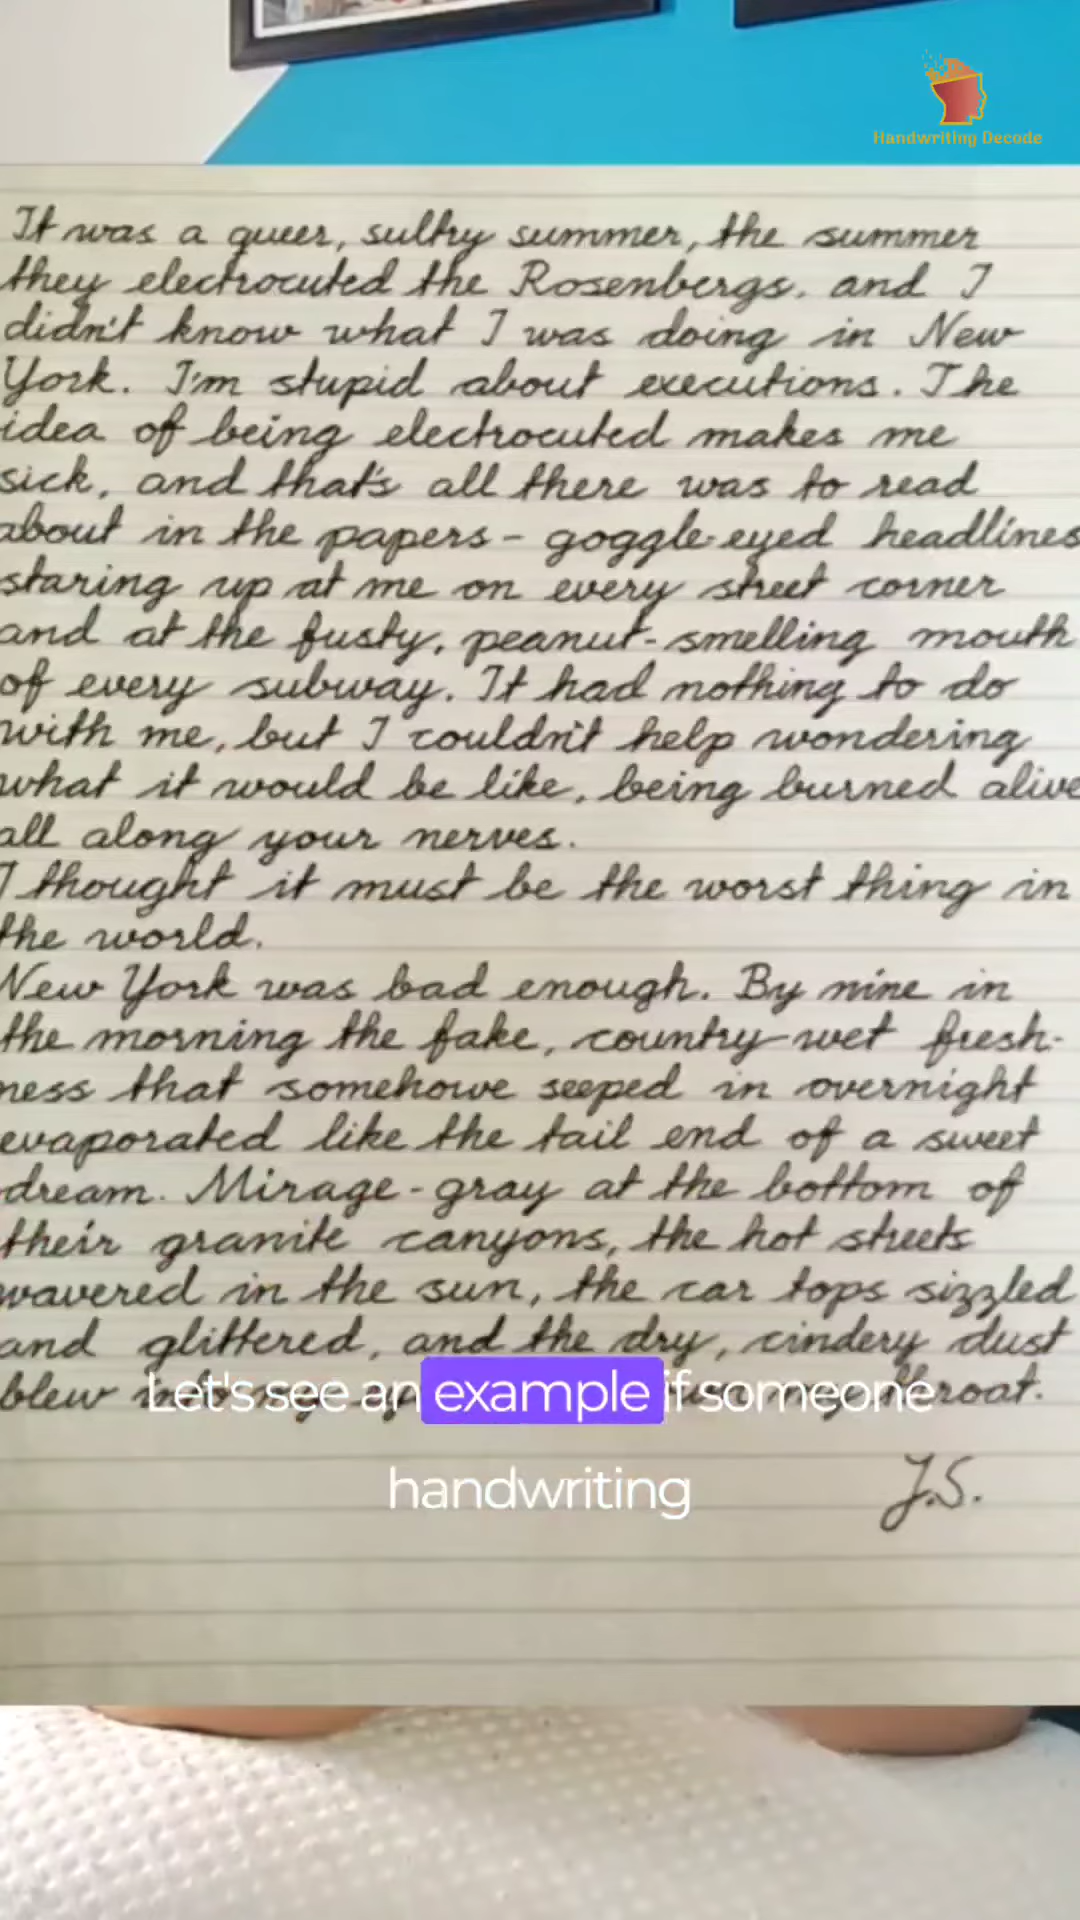 Handwriting Decode
It was a queer, sultry summer, the summer
they electrocuted the Rosenbergs, and I
didn't know what I was doing in New
York. I'm stupid about executions. The
idea of being electrocuted makes me
sick, and that's all there was to read
about in the papers - goggle-eyed headlines
staring up at me on every street corner
and at the fusty, peanut-smelling mouth
of every subway. It had nothing to do
with me, but I couldn't help wondering
what it would be like, being burned alive
all along your nerves.
I thought it must be the worst thing in
the world.
New York was bad enough. By nine in
the morning the fake, country-wet fresh-
ness that somehowe seeped in overnight
evaporated like the tail end of a sweet
dream. Mirage-gray at the bottom of
their granite canyons, the hot streets
wavered in the sun, the car tops sizzled
and glittered, and the dry, cindery dust
blew my throat.
Let's see an example if someone
handwriting
J.S.